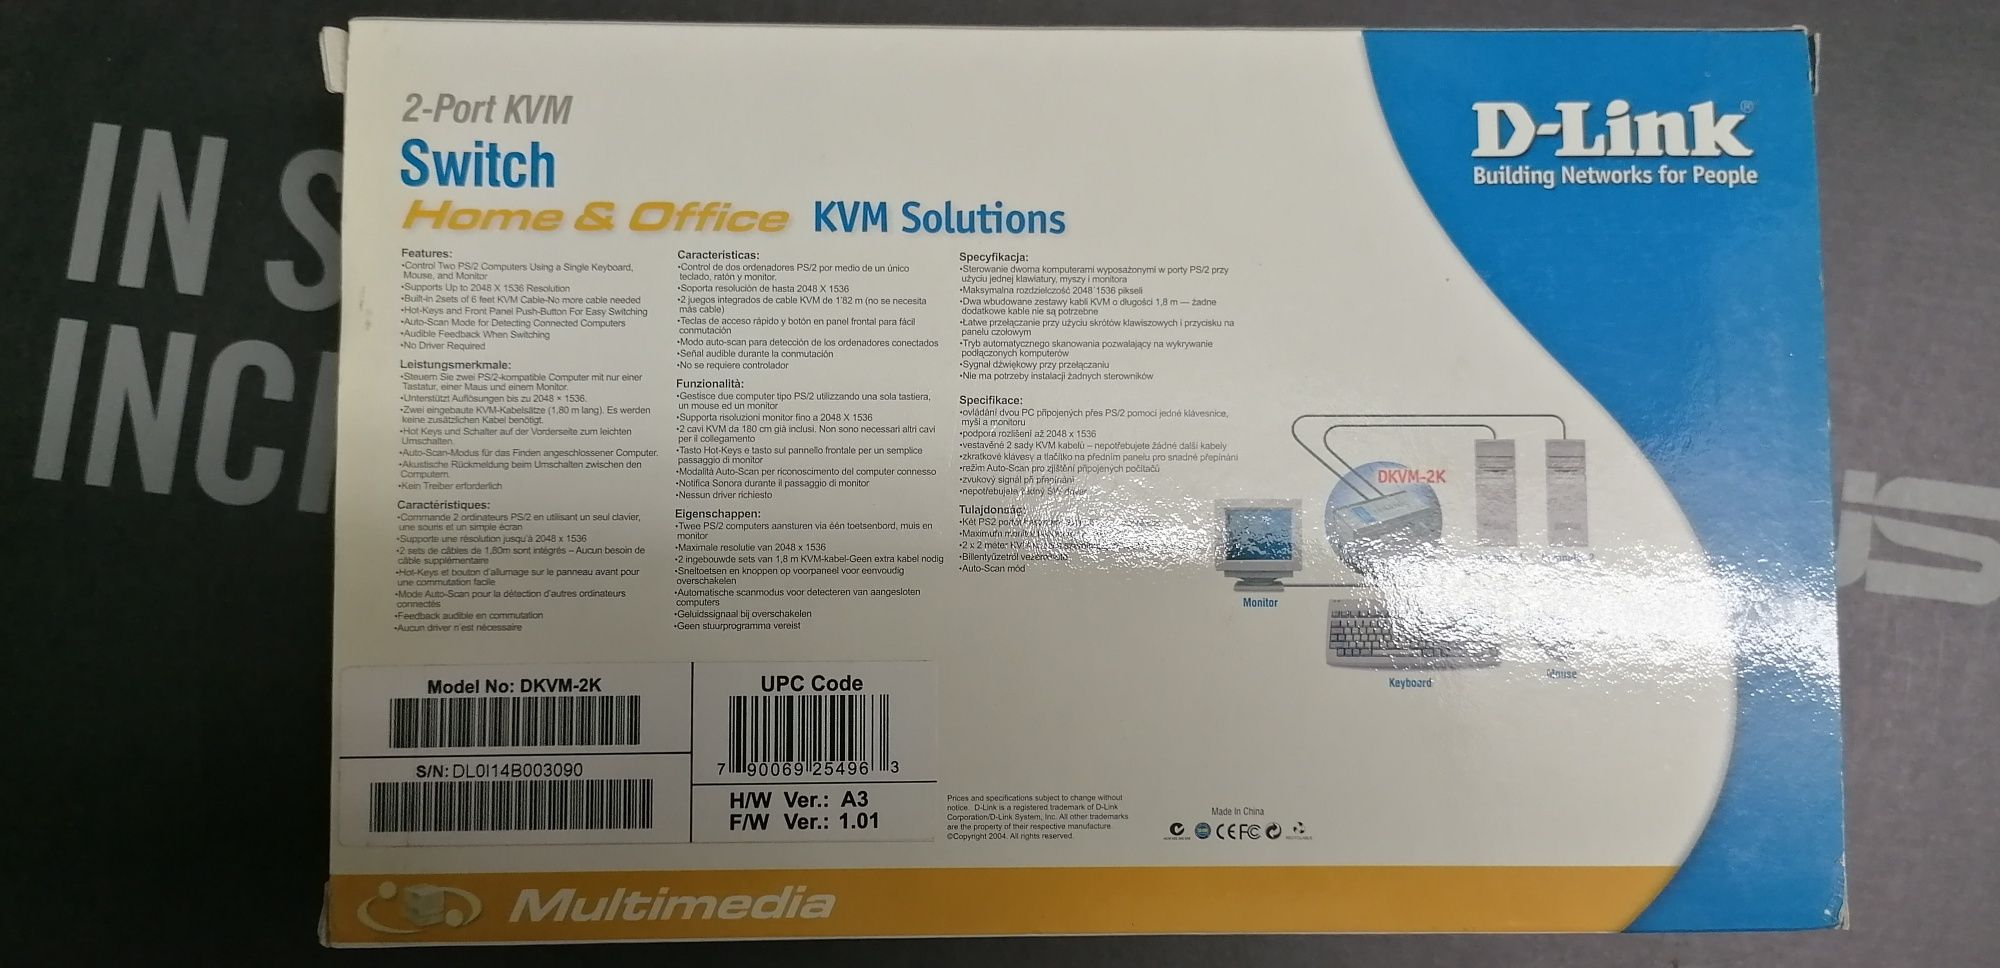 IN S
INC
US
2-Port KVM
Switch
Home & Office KVM Solutions
D-Link®
Building Networks for People
Features:
•Control Two PS/2 Computers Using a Single Keyboard,
Mouse, and Monitor
•Supports Up to 2048 X 1536 Resolution
•Built-in 2sets of 6 feet KVM Cable-No more cable needed
•Hot-Keys and Front Panel Push-Button For Easy Switching
•Auto-Scan Mode for Detecting Connected Computers
•Audible Feedback When Switching
•No Driver Required
Leistungsmerkmale:
•Steuern Sie zwei PS/2-kompatible Computer mit nur einer
Tastatur, einer Maus und einem Monitor.
•Unterstützt Auflösungen bis zu 2048 × 1536.
•Zwei eingebaute KVM-Kabelsätze (1,80 m lang). Es werden
keine zusätzlichen Kabel benötigt.
•Hot Keys und Schalter auf der Vorderseite zum leichten
Umschalten.
•Auto-Scan-Modus für das Finden angeschlossener Computer.
•Akustische Rückmeldung beim Umschalten zwischen den
Computern.
•Kein Treiber erforderlich
Caractéristiques:
•Commande 2 ordinateurs PS/2 en utilisant un seul clavier,
une souris et un simple écran
•Supporte une résolution jusqu'à 2048 x 1536
•2 sets de câbles de 1,80m sont intégrés – Aucun besoin de
câble supplémentaire
•Hot-Keys et bouton d'allumage sur le panneau avant pour
une commutation facile
•Mode Auto-Scan pour la détection d'autres ordinateurs
connectés
•Feedback audible en commutation
•Aucun driver n'est nécessaire
Características:
•Control de dos ordenadores PS/2 por medio de un único
teclado, ratón y monitor.
•Soporta resolución de hasta 2048 X 1536
•2 juegos integrados de cable KVM de 1'82 m (no se necesita
más cable)
•Teclas de acceso rápido y botón en panel frontal para fácil
conmutación
•Modo auto-scan para detección de los ordenadores conectados
•Señal audible durante la conmutación
•No se requiere controlador
Funzionalità:
•Gestisce due computer tipo PS/2 utilizzando una sola tastiera,
un mouse ed un monitor
•Supporta risoluzioni monitor fino a 2048 X 1536
•2 cavi KVM da 180 cm già inclusi. Non sono necessari altri cavi
per il collegamento
•Tasto Hot-Keys e tasto sul pannello frontale per un semplice
passaggio di monitor
•Modalità Auto-Scan per riconoscimento del computer connesso
•Notifica Sonora durante il passaggio di monitor
•Nessun driver richiesto
Eigenschappen:
•Twee PS/2 computers aansturen via één toetsenbord, muis en
monitor
•Maximale resolutie van 2048 x 1536
•2 ingebouwde sets van 1,8 m KVM-kabel-Geen extra kabel nodig
•Sneltoetsen en knoppen op voorpaneel voor eenvoudig
overschakelen
•Automatische scanmodus voor detecteren van aangesloten
computers
•Geluidssignaal bij overschakelen
•Geen stuurprogramma vereist
Specyfikacja:
•Sterowanie dwoma komputerami wyposażonymi w porty PS/2 przy
użyciu jednej klawiatury, myszy i monitora
•Maksymalna rozdzielczość 2048`1536 pikseli
•Dwa wbudowane zestawy kabli KVM o długości 1,8 m — żadne
dodatkowe kable nie są potrzebne
•Łatwe przełączanie przy użyciu skrótów klawiszowych i przycisku na
panelu czołowym
•Tryb automatycznego skanowania pozwalający na wykrywanie
podłączonych komputerów
•Sygnał dźwiękowy przy przełączaniu
•Nie ma potrzeby instalacji żadnych sterowników
Specifikace:
•ovládání dvou PC připojených přes PS/2 pomocí jedné klávesnice,
myši a monitoru
•podpora rozlišení až 2048 x 1536
•vestavěné 2 sady KVM kabelů – nepotřebujete žádné další kabely
•zkratkové klávesy a tlačítko na předním panelu pro snadné přepínání
•režim Auto-Scan pro zjištění připojených počítačů
•zvukový signál při přepínání
•nepotřebujete žádný SW driver
Tulajdonság:
•Két PS2
•Maximum
•2 x 2 méter
•Billentyűzetről
•Auto-Scan mód
DKVM-2K
Monitor
Keyboard
Mouse
Model No: DKVM-2K
S/N: DL0I14B003090
UPC Code
7 90069 25496 3
H/W Ver.: A3
F/W Ver.: 1.01
Prices and specifications subject to change without
notice. D-Link is a registered trademark of D-Link
Corporation/D-Link System, Inc. All other trademarks
are the property of their respective manufacture.
©Copyright 2004. All rights reserved.
Made In China
CE FC
Multimedia